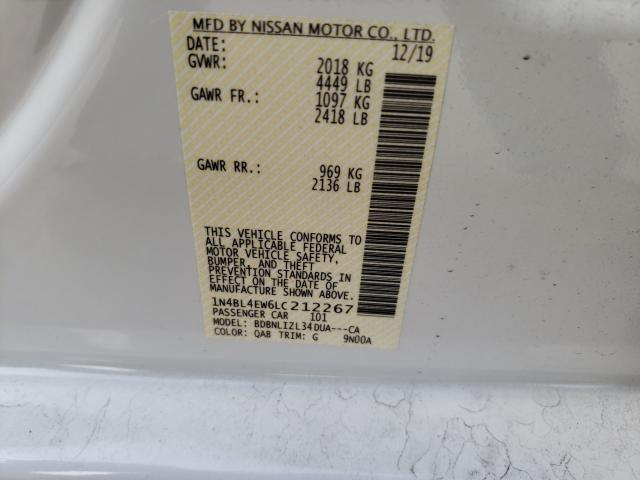 MFD BY NISSAN MOTOR CO., LTD.
DATE: 12/19
GVWR: 2018 KG
4449 LB
GAWR FR.: 1097 KG
2418 LB
GAWR RR.: 969 KG
2136 LB
THIS VEHICLE CONFORMS TO
ALL APPLICABLE FEDERAL
MOTOR VEHICLE SAFETY,
BUMPER, AND THEFT
PREVENTION STANDARDS IN
EFFECT ON THE DATE OF
MANUFACTURE SHOWN ABOVE.
1N4BL4EW6LC212267
PASSENGER CAR 101
MODEL: BDBNLIZL34DUA---CA
COLOR: QAB TRIM: G 9N00A